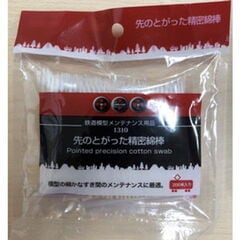 先のとがった精密綿棒
鉄道模型メンテナンス用品
1310
先のとがった精密綿棒
Pointed precision cotton swab
模型の細かなすき間のメンテナンスに最適。
200本入り